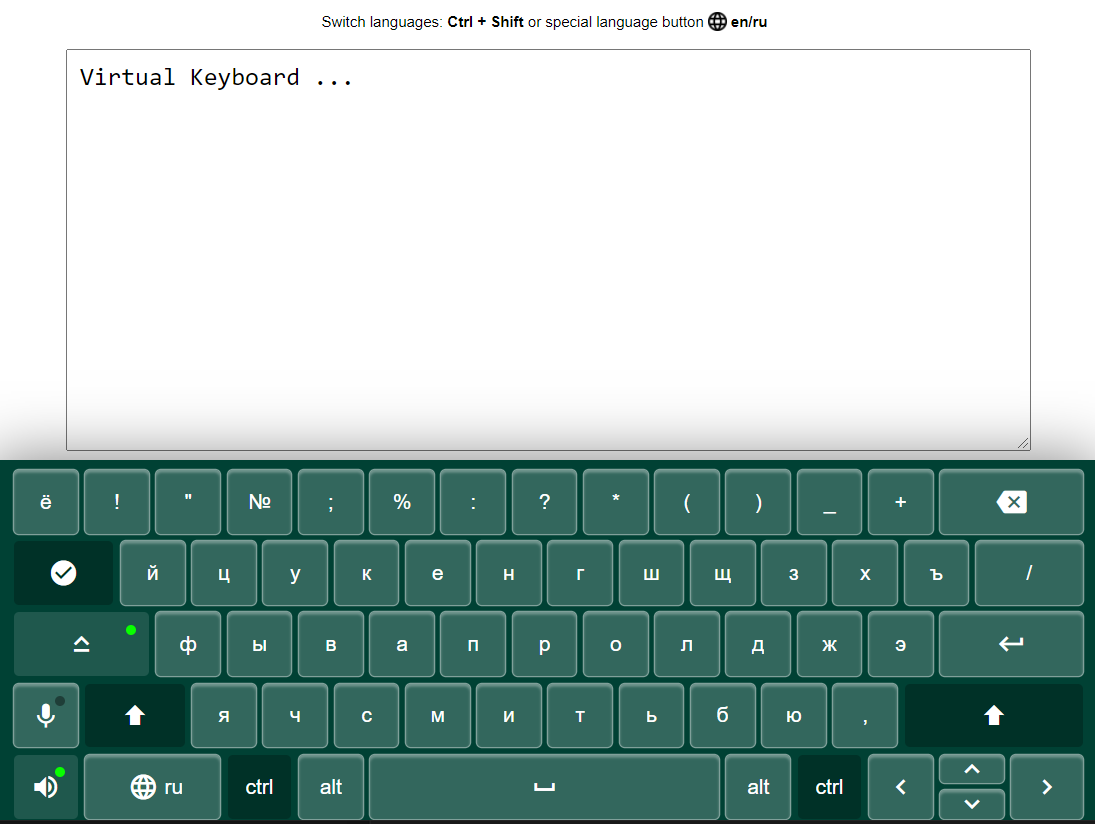 Switch languages: Ctrl + Shift or special language button en/ru
Virtual Keyboard ...
ё ! " № ; % : ? * ( ) _ +
й ц у к е н г ш щ з х ъ /
ф ы в а п р о л д ж э
я ч с м и т ь б ю ,
ru ctrl alt alt ctrl